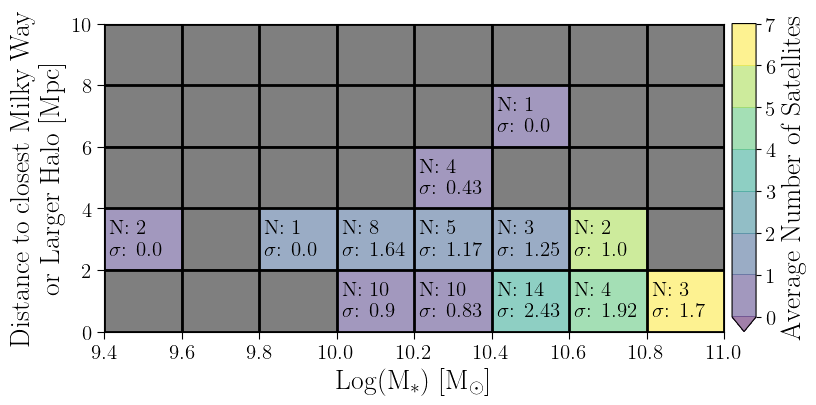 Distance to closest Milky Way
or Larger Halo [Mpc]
10
8
6
4
2
0
N: 1
σ: 0.0
N: 4
σ: 0.43
N: 2
σ: 0.0
N: 1
σ: 0.0
N: 8
σ: 1.64
N: 5
σ: 1.17
N: 3
σ: 1.25
N: 2
σ: 1.0
N: 10
σ: 0.9
N: 10
σ: 0.83
N: 14
σ: 2.43
N: 4
σ: 1.92
N: 3
σ: 1.7
9.4 9.6 9.8 10.0 10.2 10.4 10.6 10.8 11.0
Log(M*) [M⊙]
7
6
5
4
3
2
1
0
Average Number of Satellites